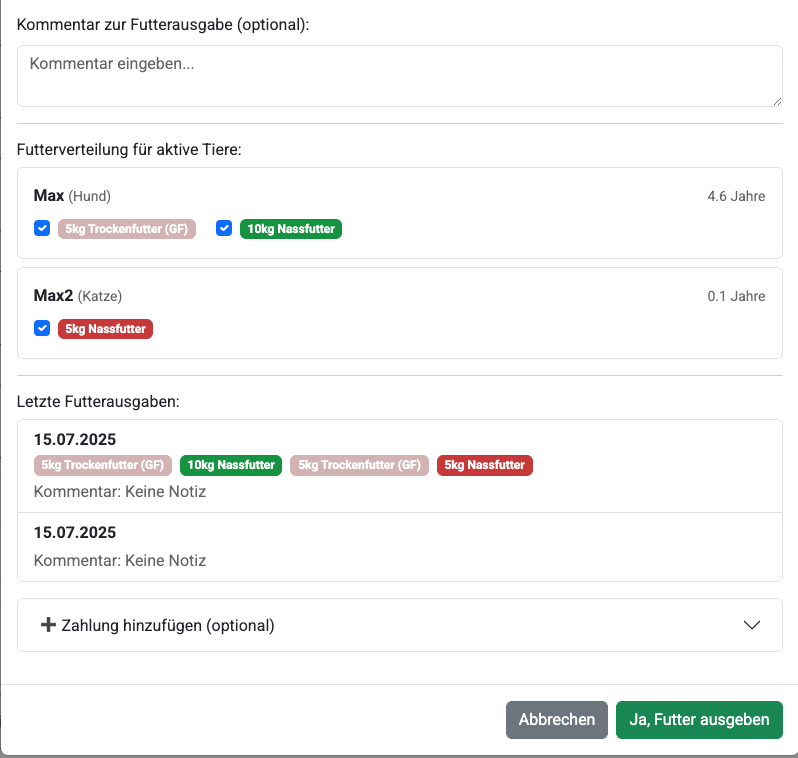 Kommentar zur Futterausgabe (optional):
Kommentar eingeben...
Futterverteilung für aktive Tiere:
Max (Hund) 4.6 Jahre
5kg Trockenfutter (GF) 10kg Nassfutter
Max2 (Katze) 0.1 Jahre
5kg Nassfutter
Letzte Futterausgaben:
15.07.2025
5kg Trockenfutter (GF) 10kg Nassfutter 5kg Trockenfutter (GF) 5kg Nassfutter
Kommentar: Keine Notiz
15.07.2025
Kommentar: Keine Notiz
Zahlung hinzufügen (optional)
Abbrechen Ja, Futter ausgeben